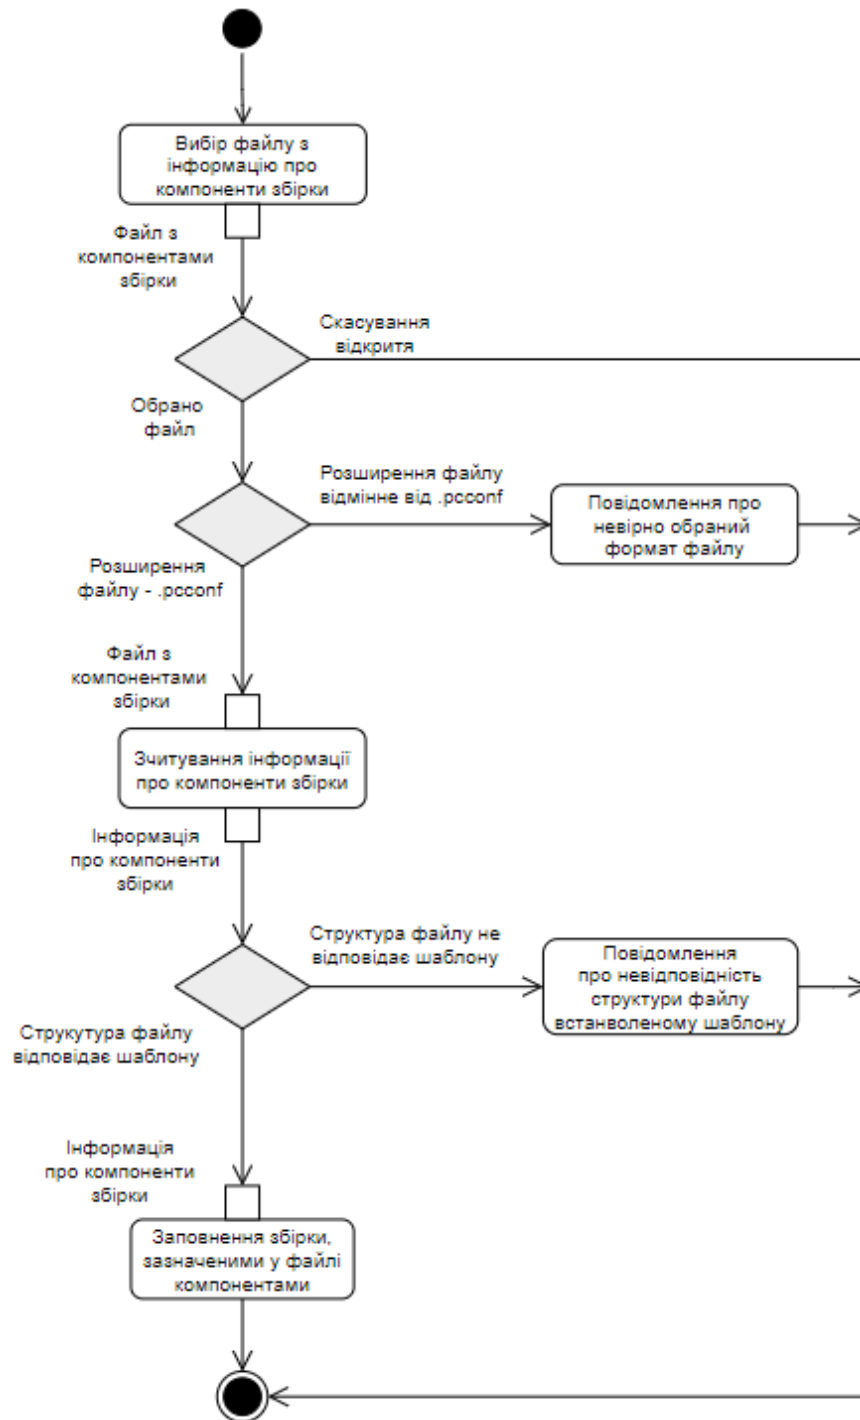 Вибір файлу з
інформацію про
компоненти збірки
Файл з
компонентами
збірки
Скасування
відкритя
Обрано
файл
Розширення файлу
відмінне від .pcconf
Повідомлення про
невірно обраний
формат файлу
Розширення
файлу - .pcconf
Файл з
компонентами
збірки
Зчитування інформації
про компоненти збірки
Інформація
про компоненти
збірки
Структура файлу не
відповідає шаблону
Повідомлення
про невідповідність
структури файлу
встанволеному шаблону
Струкутура файлу
відповідає шаблону
Інформація
про компоненти
збірки
Заповнення збірки,
зазначеними у файлі
компонентами